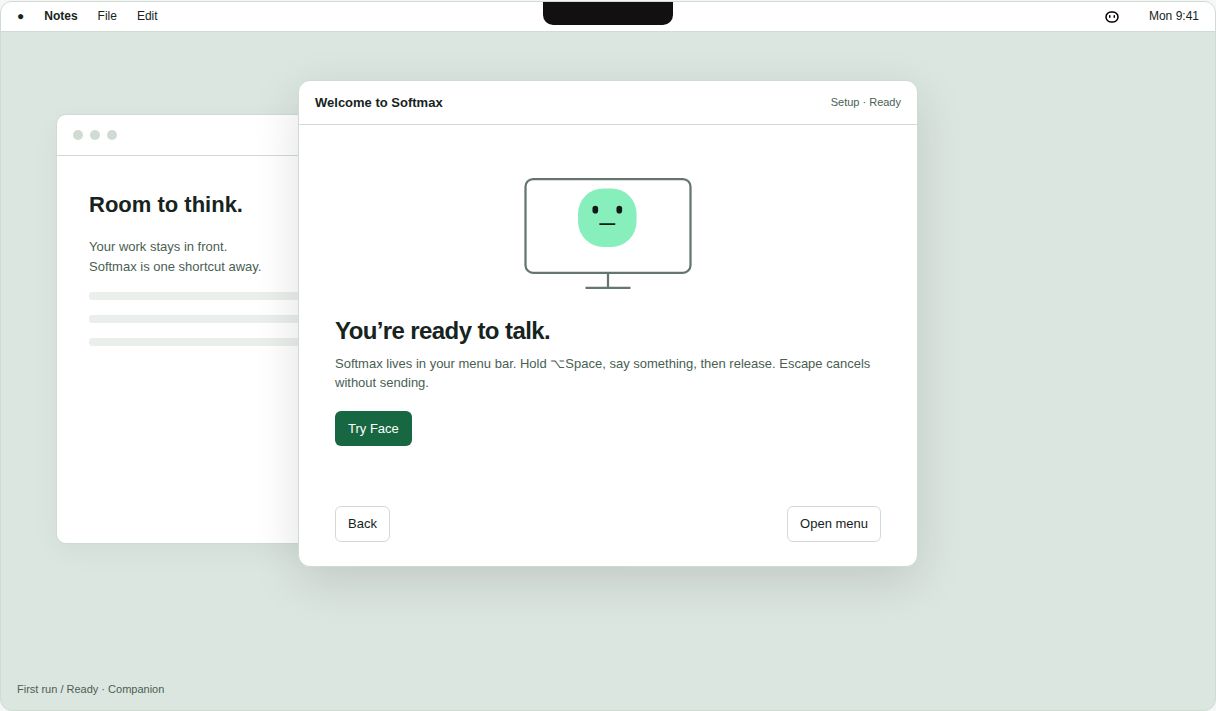 Notes File Edit
Mon 9:41
Welcome to Softmax
Setup · Ready
Room to think.
Your work stays in front.
Softmax is one shortcut away.
You’re ready to talk.
Softmax lives in your menu bar. Hold ⌥Space, say something, then release. Escape cancels
without sending.
Try Face
Back
Open menu
First run / Ready · Companion